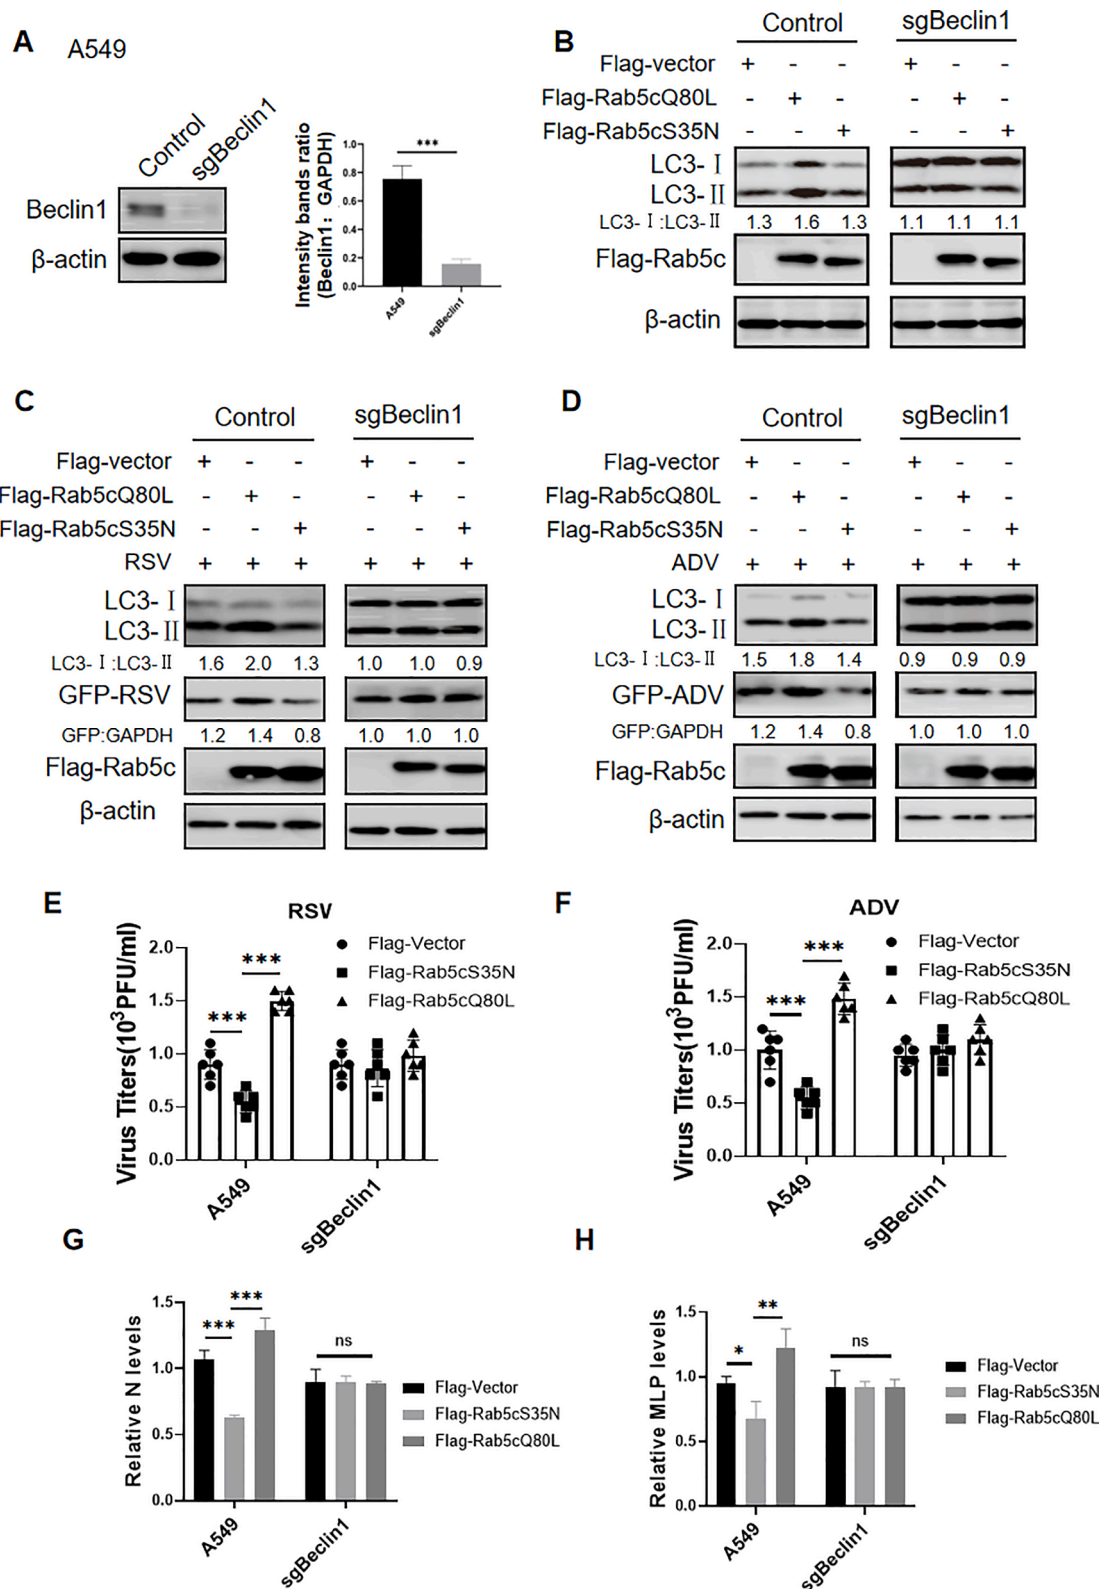 A
A549
Control
sgBeclin1
Beclin1
β-actin
Intensity bands ratio
(Beclin1: GAPDH)
1.0
0.8
0.6
0.4
0.2
0.0
***
A549
sgBeclin1
B
Control sgBeclin1
Flag-vector + - - + - -
Flag-Rab5cQ80L - + - - + -
Flag-Rab5cS35N - - + - - +
LC3-Ⅰ
LC3-Ⅱ
LC3-Ⅰ:LC3-Ⅱ 1.3 1.6 1.3 1.1 1.1 1.1
Flag-Rab5c
β-actin
C
Control sgBeclin1
Flag-vector + - - + - -
Flag-Rab5cQ80L - + - - + -
Flag-Rab5cS35N - - + - - +
RSV + + + + + +
LC3-Ⅰ
LC3-Ⅱ
LC3-Ⅰ:LC3-Ⅱ 1.6 2.0 1.3 1.0 1.0 0.9
GFP-RSV
GFP:GAPDH 1.2 1.4 0.8 1.0 1.0 1.0
Flag-Rab5c
β-actin
D
Control sgBeclin1
Flag-vector + - - + - -
Flag-Rab5cQ80L - + - - + -
Flag-Rab5cS35N - - + - - +
ADV + + + + + +
LC3-Ⅰ
LC3-Ⅱ
LC3-Ⅰ:LC3-Ⅱ 1.5 1.8 1.4 0.9 0.9 0.9
GFP-ADV
GFP:GAPDH 1.2 1.4 0.8 1.0 1.0 1.0
Flag-Rab5c
β-actin
E
RSV
Virus Titers(10³PFU/ml)
2.0
1.5
1.0
0.5
0.0
***
***
Flag-Vector
Flag-Rab5cS35N
Flag-Rab5cQ80L
A549
sgBeclin1
F
ADV
Virus Titers(10³PFU/ml)
2.0
1.5
1.0
0.5
0.0
***
***
Flag-Vector
Flag-Rab5cS35N
Flag-Rab5cQ80L
A549
sgBeclin1
G
Relative N levels
1.5
1.0
0.5
0.0
***
***
ns
Flag-Vector
Flag-Rab5cS35N
Flag-Rab5cQ80L
A549
sgBeclin1
H
Relative MLP levels
1.5
1.0
0.5
0.0
*
**
ns
Flag-Vector
Flag-Rab5cS35N
Flag-Rab5cQ80L
A549
sgBeclin1